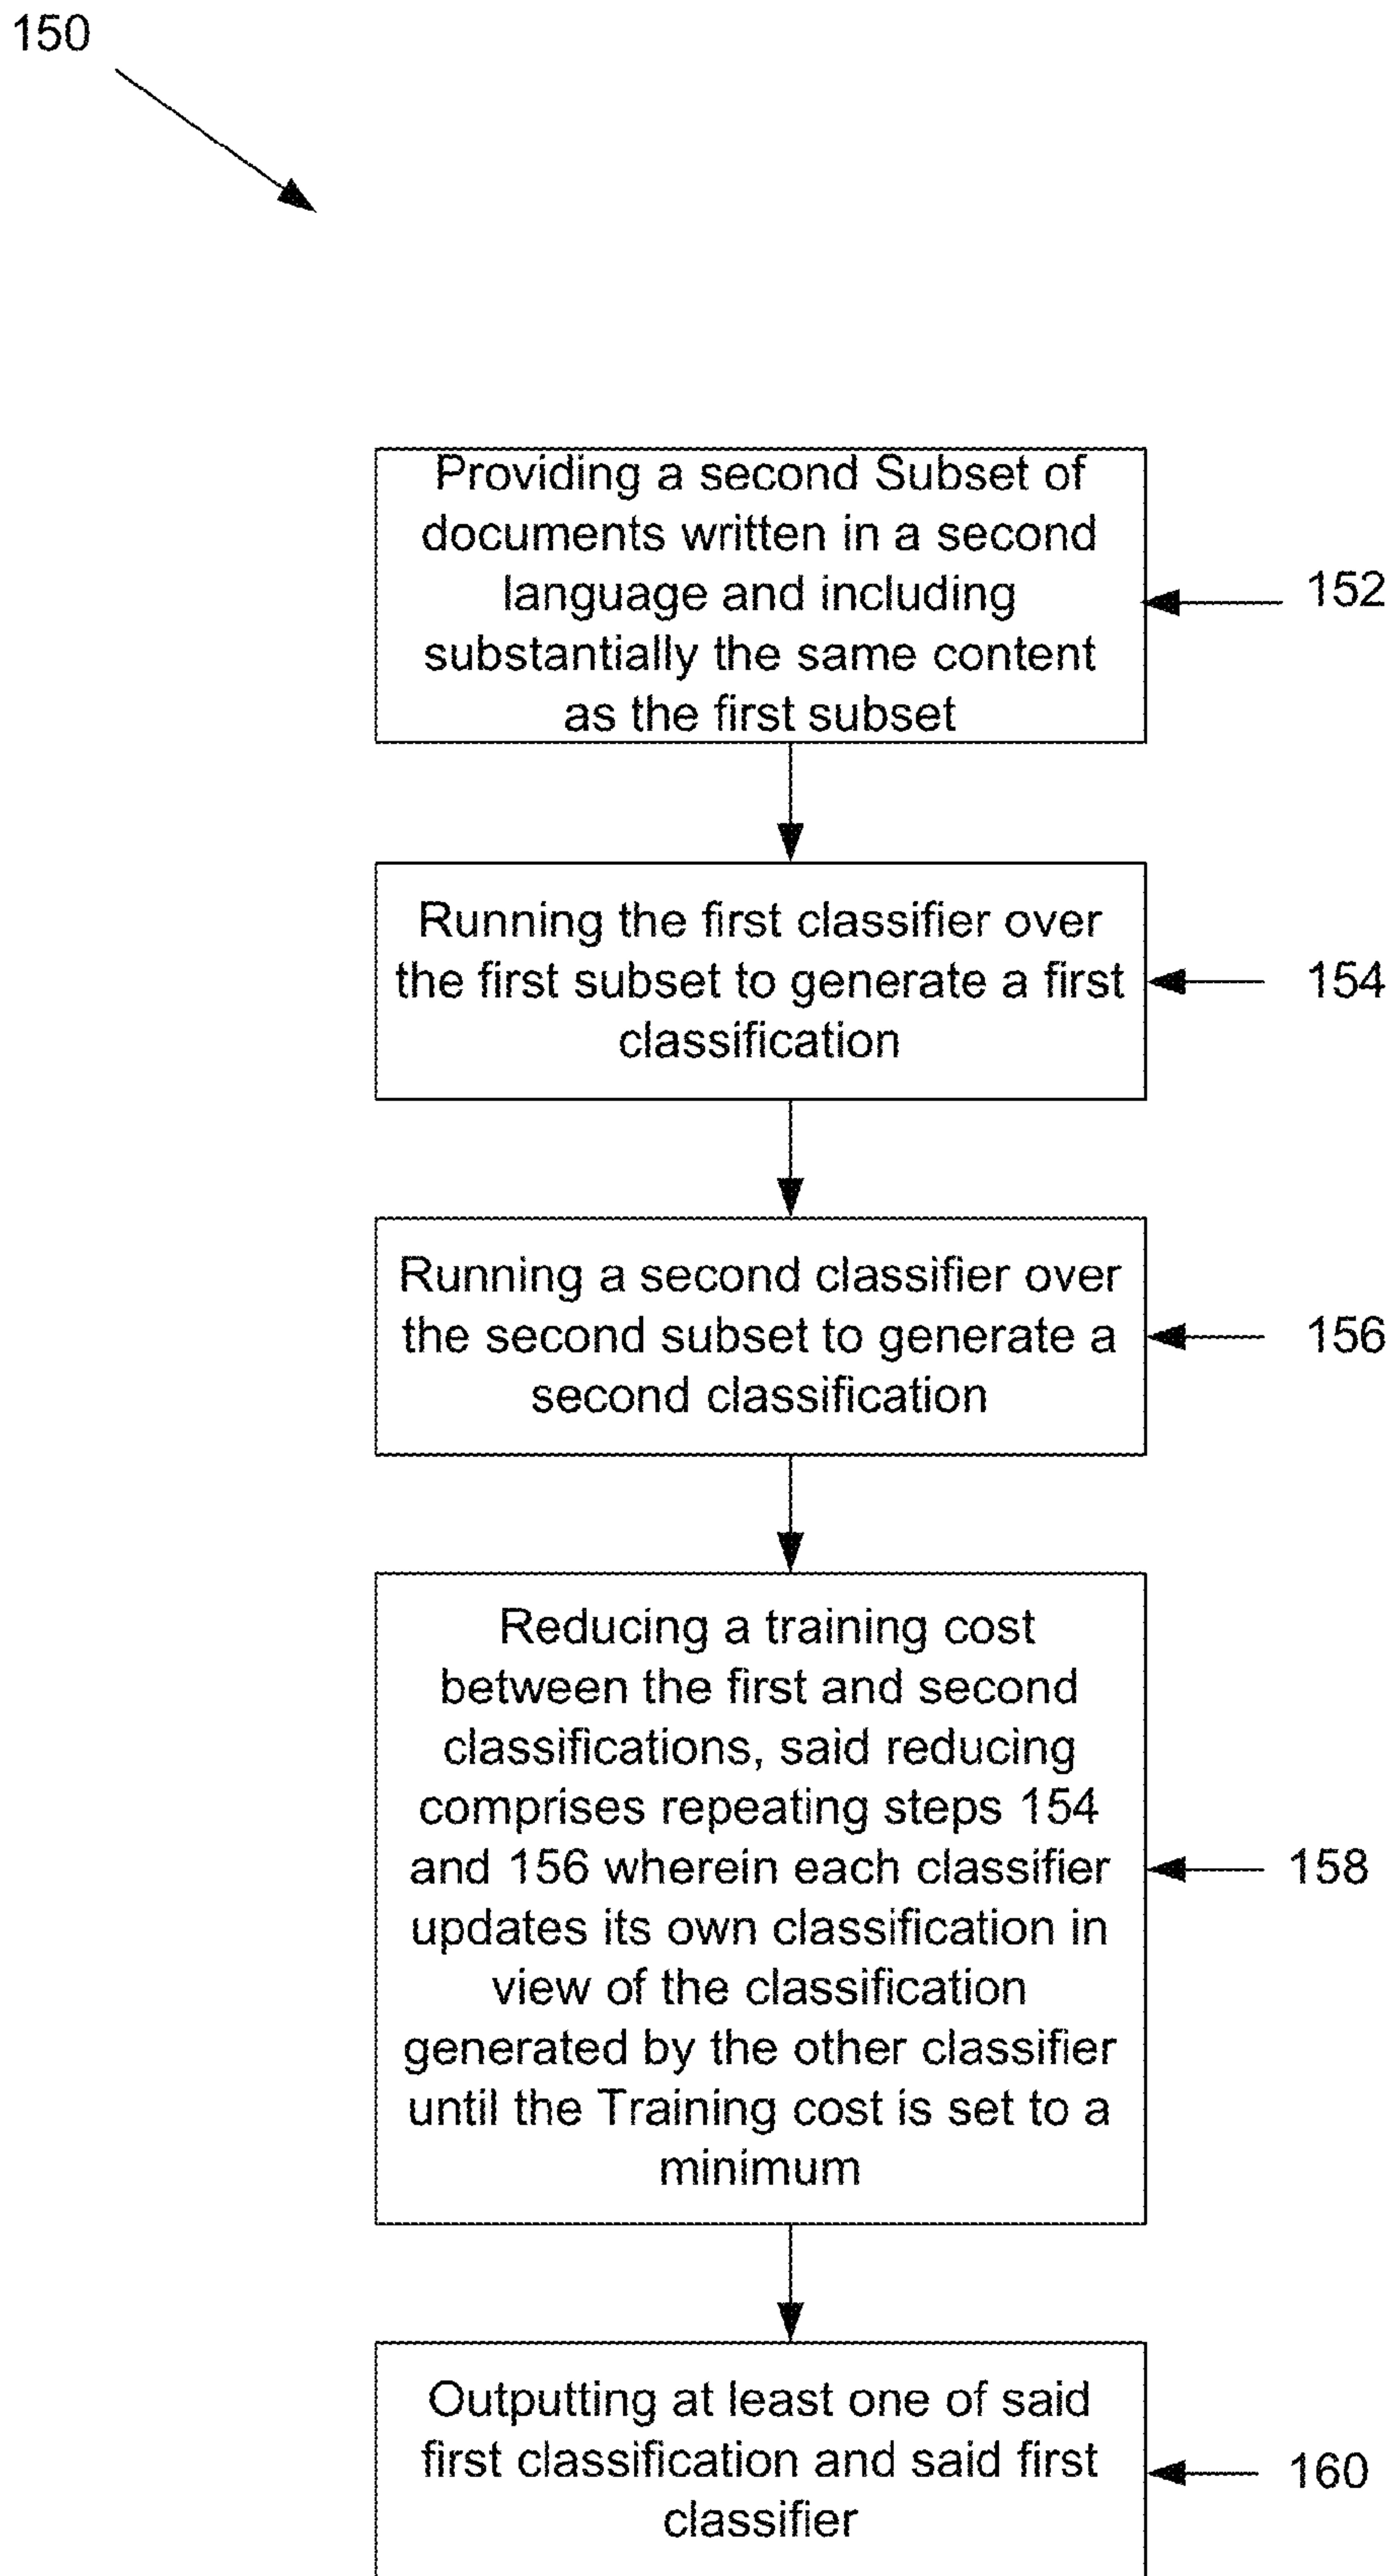 150
Providing a second Subset of
documents written in a second
language and including
substantially the same content
as the first subset
152
Running the first classifier over
the first subset to generate a first
classification
154
Running a second classifier over
the second subset to generate a
second classification
156
Reducing a training cost
between the first and second
classifications, said reducing
comprises repeating steps 154
and 156 wherein each classifier
updates its own classification in
view of the classification
generated by the other classifier
until the Training cost is set to a
minimum
158
Outputting at least one of said
first classification and said first
classifier
160